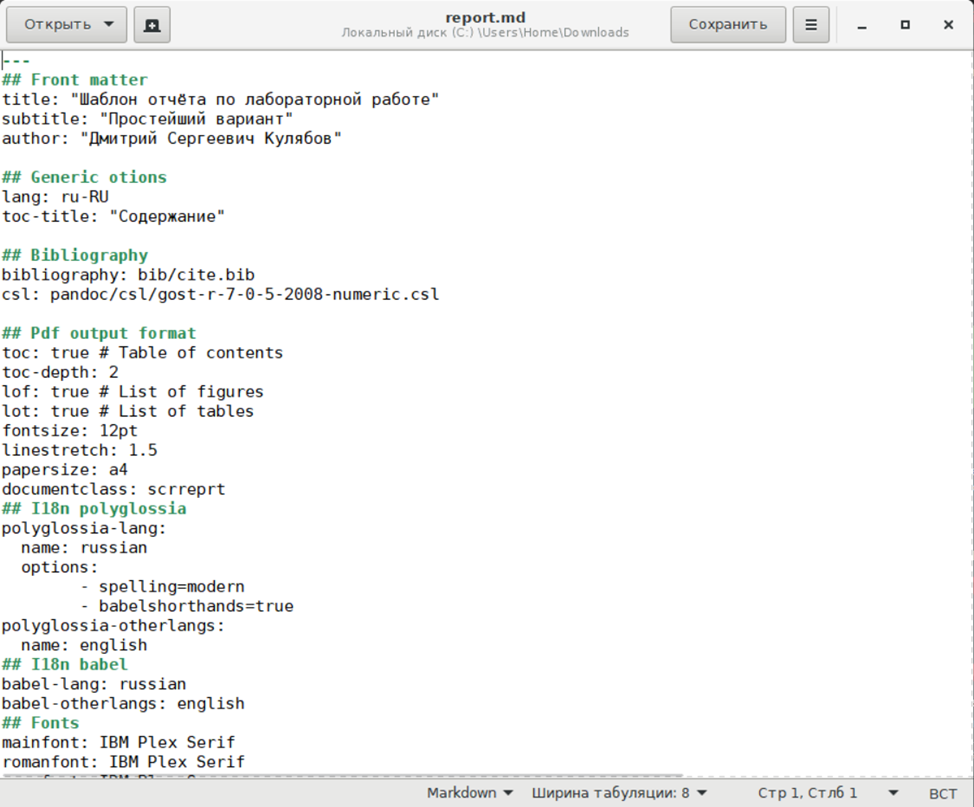 Открыть
report.md
Локальный диск (C:) \Users\Home\Downloads
Сохранить
---
## Front matter
title: "Шаблон отчёта по лабораторной работе"
subtitle: "Простейший вариант"
author: "Дмитрий Сергеевич Кулябов"
## Generic otions
lang: ru-RU
toc-title: "Содержание"
## Bibliography
bibliography: bib/cite.bib
csl: pandoc/csl/gost-r-7-0-5-2008-numeric.csl
## Pdf output format
toc: true # Table of contents
toc-depth: 2
lof: true # List of figures
lot: true # List of tables
fontsize: 12pt
linestretch: 1.5
papersize: a4
documentclass: scrreprt
## I18n polyglossia
polyglossia-lang:
  name: russian
  options:
	- spelling=modern
	- babelshorthands=true
polyglossia-otherlangs:
  name: english
## I18n babel
babel-lang: russian
babel-otherlangs: english
## Fonts
mainfont: IBM Plex Serif
romanfont: IBM Plex Serif
Markdown
Ширина табуляции: 8
Стр 1, Стлб 1
ВСТ